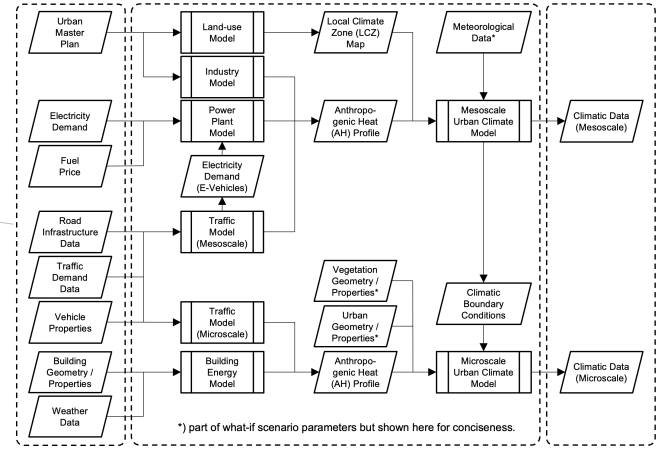 Urban
Master
Plan
Land-use
Model
Local Climate
Zone (LCZ)
Map
Meteorological
Data*
Industry
Model
Electricity
Demand
Power
Plant
Model
Anthropo-
genic Heat
(AH) Profile
Mesoscale
Urban Climate
Model
Climatic Data
(Mesoscale)
Fuel
Price
Electricity
Demand
(E-Vehicles)
Road
Infrastructure
Data
Traffic
Model
(Mesoscale)
Traffic
Demand
Data
Vegetation
Geometry /
Properties*
Climatic
Boundary
Conditions
Vehicle
Properties
Traffic
Model
(Microscale)
Urban
Geometry /
Properties*
Building
Geometry /
Properties
Building
Energy
Model
Anthropo-
genic Heat
(AH) Profile
Microscale
Urban Climate
Model
Climatic Data
(Microscale)
Weather
Data
*) part of what-if scenario parameters but shown here for conciseness.